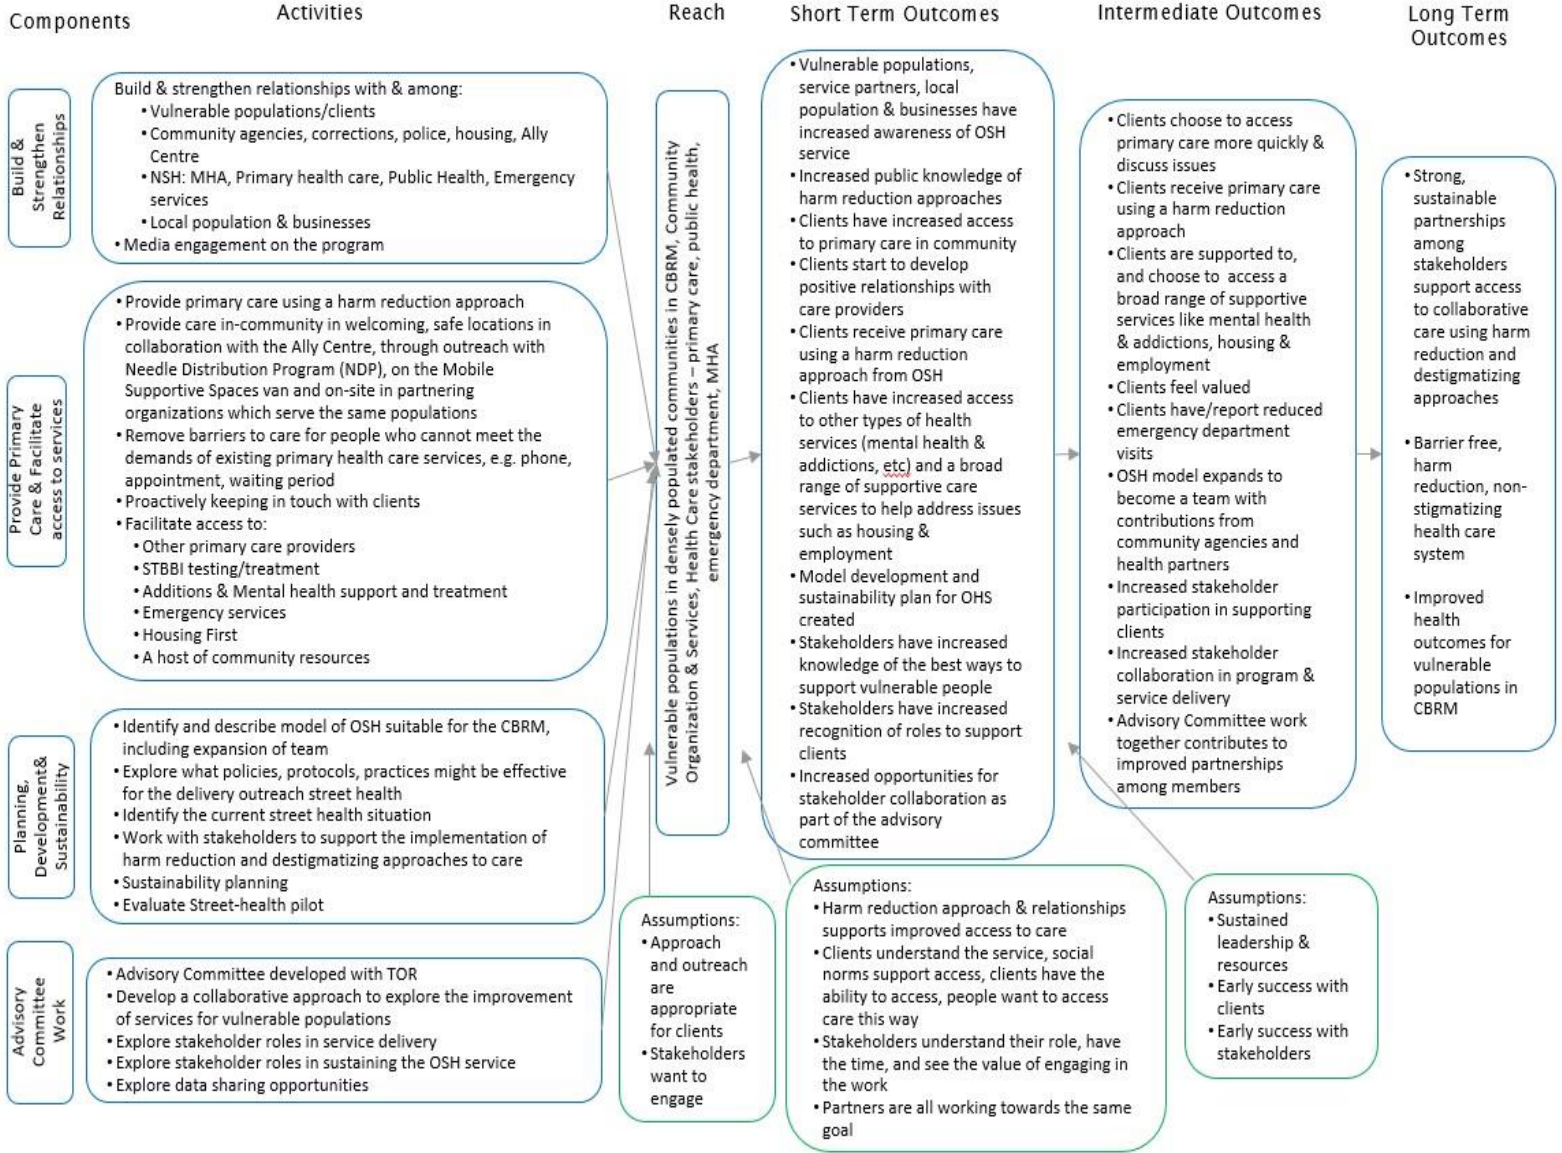 Components
Activities
Reach
Short Term Outcomes
Intermediate Outcomes
Long Term
Outcomes
Build &
Strengthen
Relationships
Build & strengthen relationships with & among:
• Vulnerable populations/clients
• Community agencies, corrections, police, housing, Ally
Centre
• NSH: MHA, Primary health care, Public Health, Emergency
services
• Local population & businesses
• Media engagement on the program
Provide Primary
Care & Facilitate
access to services
• Provide primary care using a harm reduction approach
• Provide care in-community in welcoming, safe locations in
collaboration with the Ally Centre, through outreach with
Needle Distribution Program (NDP), on the Mobile
Supportive Spaces van and on-site in partnering
organizations which serve the same populations
• Remove barriers to care for people who cannot meet the
demands of existing primary health care services, e.g. phone,
appointment, waiting period
• Proactively keeping in touch with clients
• Facilitate access to:
• Other primary care providers
• STBBI testing/treatment
• Additions & Mental health support and treatment
• Emergency services
• Housing First
• A host of community resources
Planning,
Development&
Sustainability
• Identify and describe model of OSH suitable for the CBRM,
including expansion of team
• Explore what policies, protocols, practices might be effective
for the delivery outreach street health
• Identify the current street health situation
• Work with stakeholders to support the implementation of
harm reduction and destigmatizing approaches to care
• Sustainability planning
• Evaluate Street-health pilot
Advisory
Committee
Work
• Advisory Committee developed with TOR
• Develop a collaborative approach to explore the improvement
of services for vulnerable populations
• Explore stakeholder roles in service delivery
• Explore stakeholder roles in sustaining the OSH service
• Explore data sharing opportunities
Vulnerable populations in densely populated communities in CBRM, Community
Organization & Services, Health Care stakeholders – primary care, public health,
emergency department, MHA
• Vulnerable populations,
service partners, local
population & businesses have
increased awareness of OSH
service
• Increased public knowledge of
harm reduction approaches
• Clients have increased access
to primary care in community
• Clients start to develop
positive relationships with
care providers
• Clients receive primary care
using a harm reduction
approach from OSH
• Clients have increased access
to other types of health
services (mental health &
addictions, etc) and a broad
range of supportive care
services to help address issues
such as housing &
employment
• Model development and
sustainability plan for OHS
created
• Stakeholders have increased
knowledge of the best ways to
support vulnerable people
• Stakeholders have increased
recognition of roles to support
clients
• Increased opportunities for
stakeholder collaboration as
part of the advisory
committee
• Clients choose to access
primary care more quickly &
discuss issues
• Clients receive primary care
using a harm reduction
approach
• Clients are supported to,
and choose to access a
broad range of supportive
services like mental health
& addictions, housing &
employment
• Clients feel valued
• Clients have/report reduced
emergency department
visits
• OSH model expands to
become a team with
contributions from
community agencies and
health partners
• Increased stakeholder
participation in supporting
clients
• Increased stakeholder
collaboration in program &
service delivery
• Advisory Committee work
together contributes to
improved partnerships
among members
• Strong,
sustainable
partnerships
among
stakeholders
support access
to collaborative
care using harm
reduction and
destigmatizing
approaches
• Barrier free,
harm
reduction, non-
stigmatizing
health care
system
• Improved
health
outcomes for
vulnerable
populations in
CBRM
Assumptions:
• Approach
and outreach
are
appropriate
for clients
• Stakeholders
want to
engage
Assumptions:
• Harm reduction approach & relationships
supports improved access to care
• Clients understand the service, social
norms support access, clients have the
ability to access, people want to access
care this way
• Stakeholders understand their role, have
the time, and see the value of engaging in
the work
• Partners are all working towards the same
goal
Assumptions:
• Sustained
leadership &
resources
• Early success with
clients
• Early success with
stakeholders